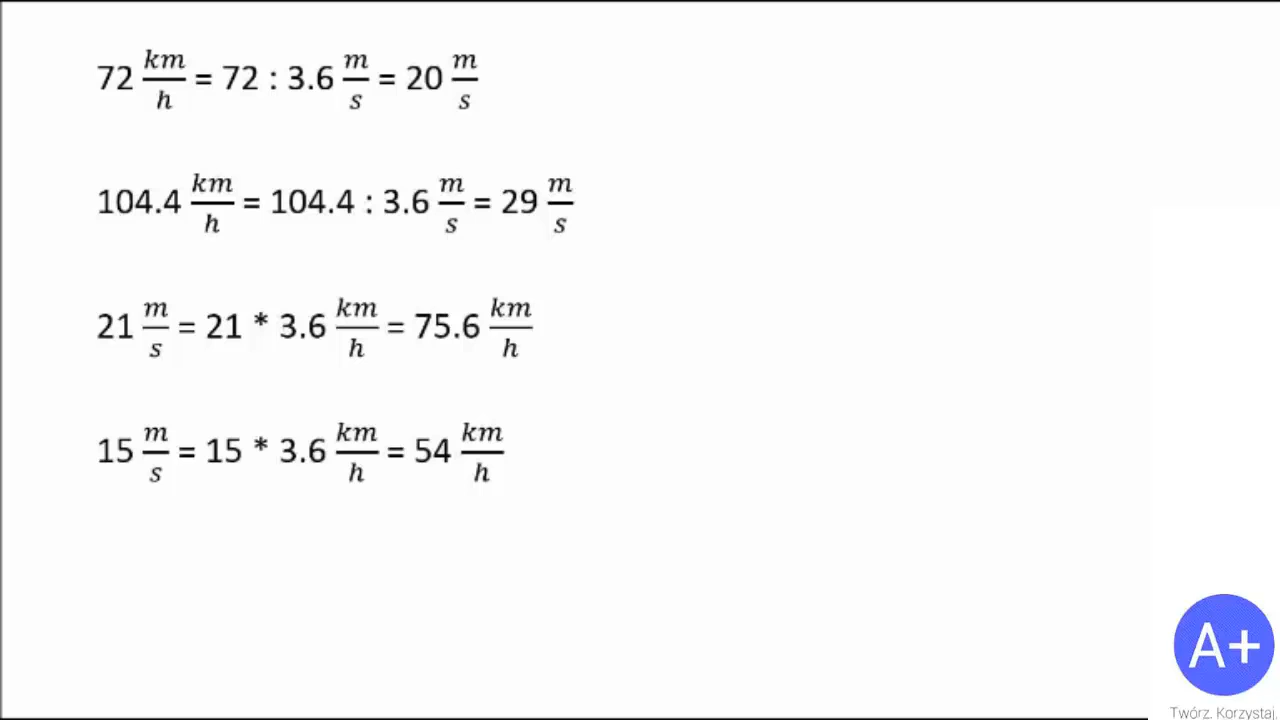 72 km/h = 72 : 3.6 m/s = 20 m/s
104.4 km/h = 104.4 : 3.6 m/s = 29 m/s
21 m/s = 21 * 3.6 km/h = 75.6 km/h
15 m/s = 15 * 3.6 km/h = 54 km/h
A+
Twórz. Korzystaj